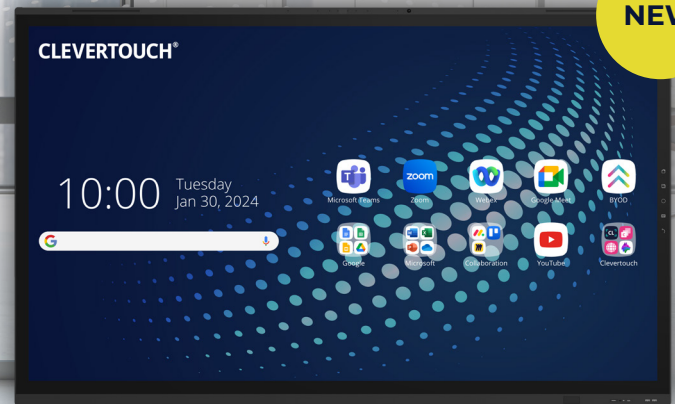 NEW
CLEVERTOUCH®
10:00
Tuesday
Jan 30, 2024
Microsoft Teams
Zoom
zoom
Webex
Google Meet
BYOD
Google
Microsoft
Collaboration
YouTube
Clevertouch